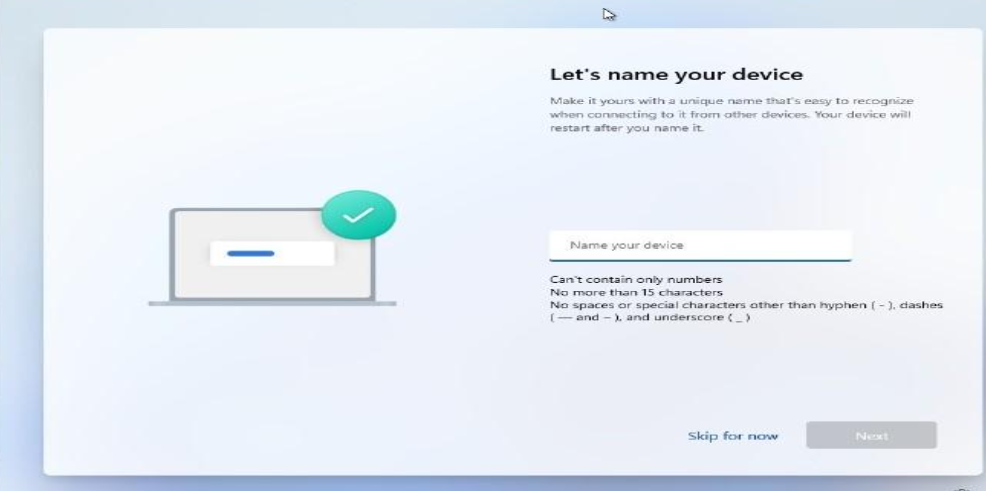 Let's name your device
Make it yours with a unique name that's easy to recognize
when connecting to it from other devices. Your device will
restart after you name it.
Name your device
Can't contain only numbers
No more than 15 characters
No spaces or special characters other than hyphen ( - ), dashes
( — and – ), and underscore ( _ )
Skip for now
Next